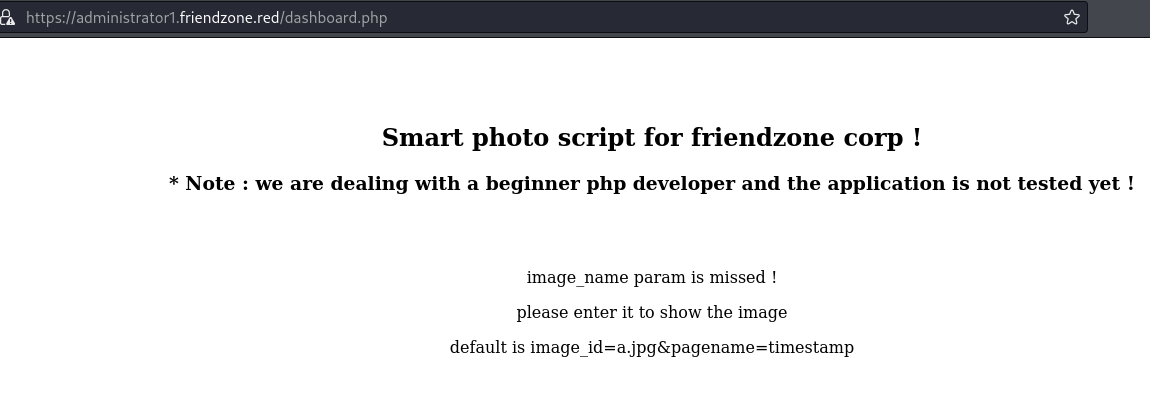 https://administrator1.friendzone.red/dashboard.php
Smart photo script for friendzone corp !
* Note : we are dealing with a beginner php developer and the application is not tested yet !
image_name param is missed !
please enter it to show the image
default is image_id=a.jpg&pagename=timestamp